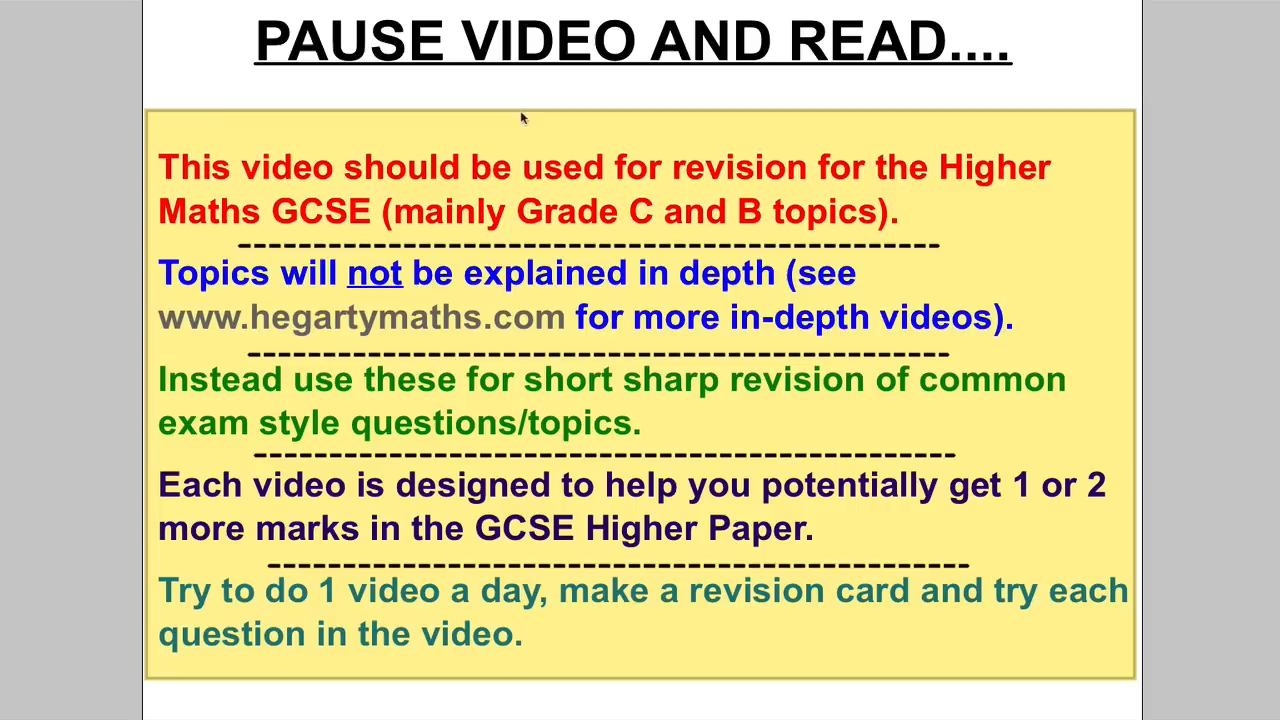 PAUSE VIDEO AND READ....
This video should be used for revision for the Higher
Maths GCSE (mainly Grade C and B topics).
Topics will not be explained in depth (see
www.hegartymaths.com for more in-depth videos).
Instead use these for short sharp revision of common
exam style questions/topics.
Each video is designed to help you potentially get 1 or 2
more marks in the GCSE Higher Paper.
Try to do 1 video a day, make a revision card and try each
question in the video.